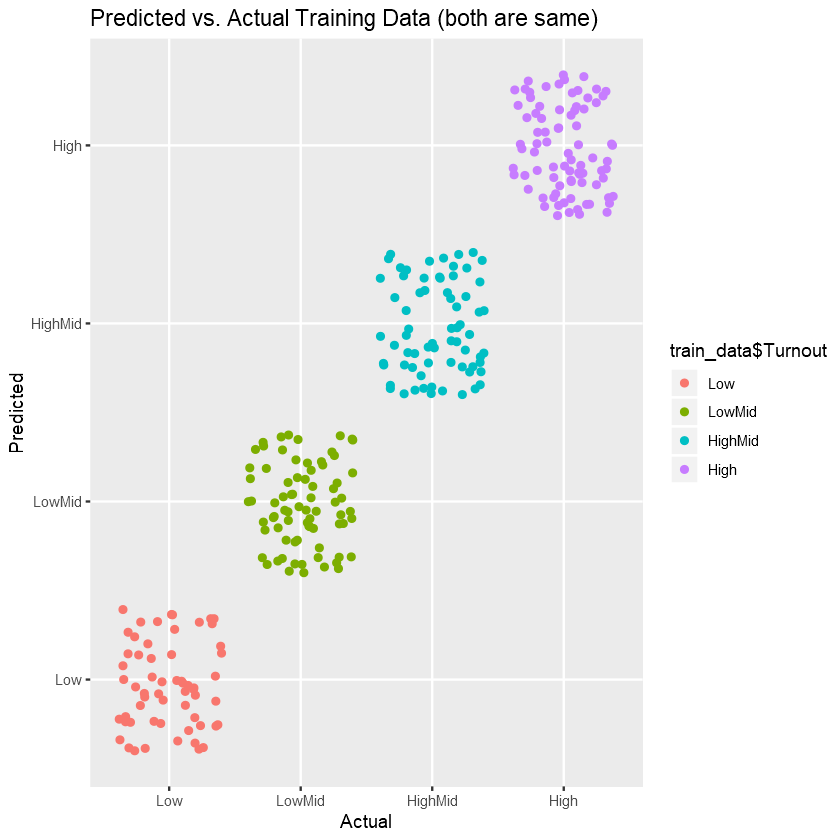 Predicted vs. Actual Training Data (both are same)
High
HighMid
LowMid
Low
Predicted
Low LowMid HighMid High
Actual
train_data$Turnout
Low
LowMid
HighMid
High